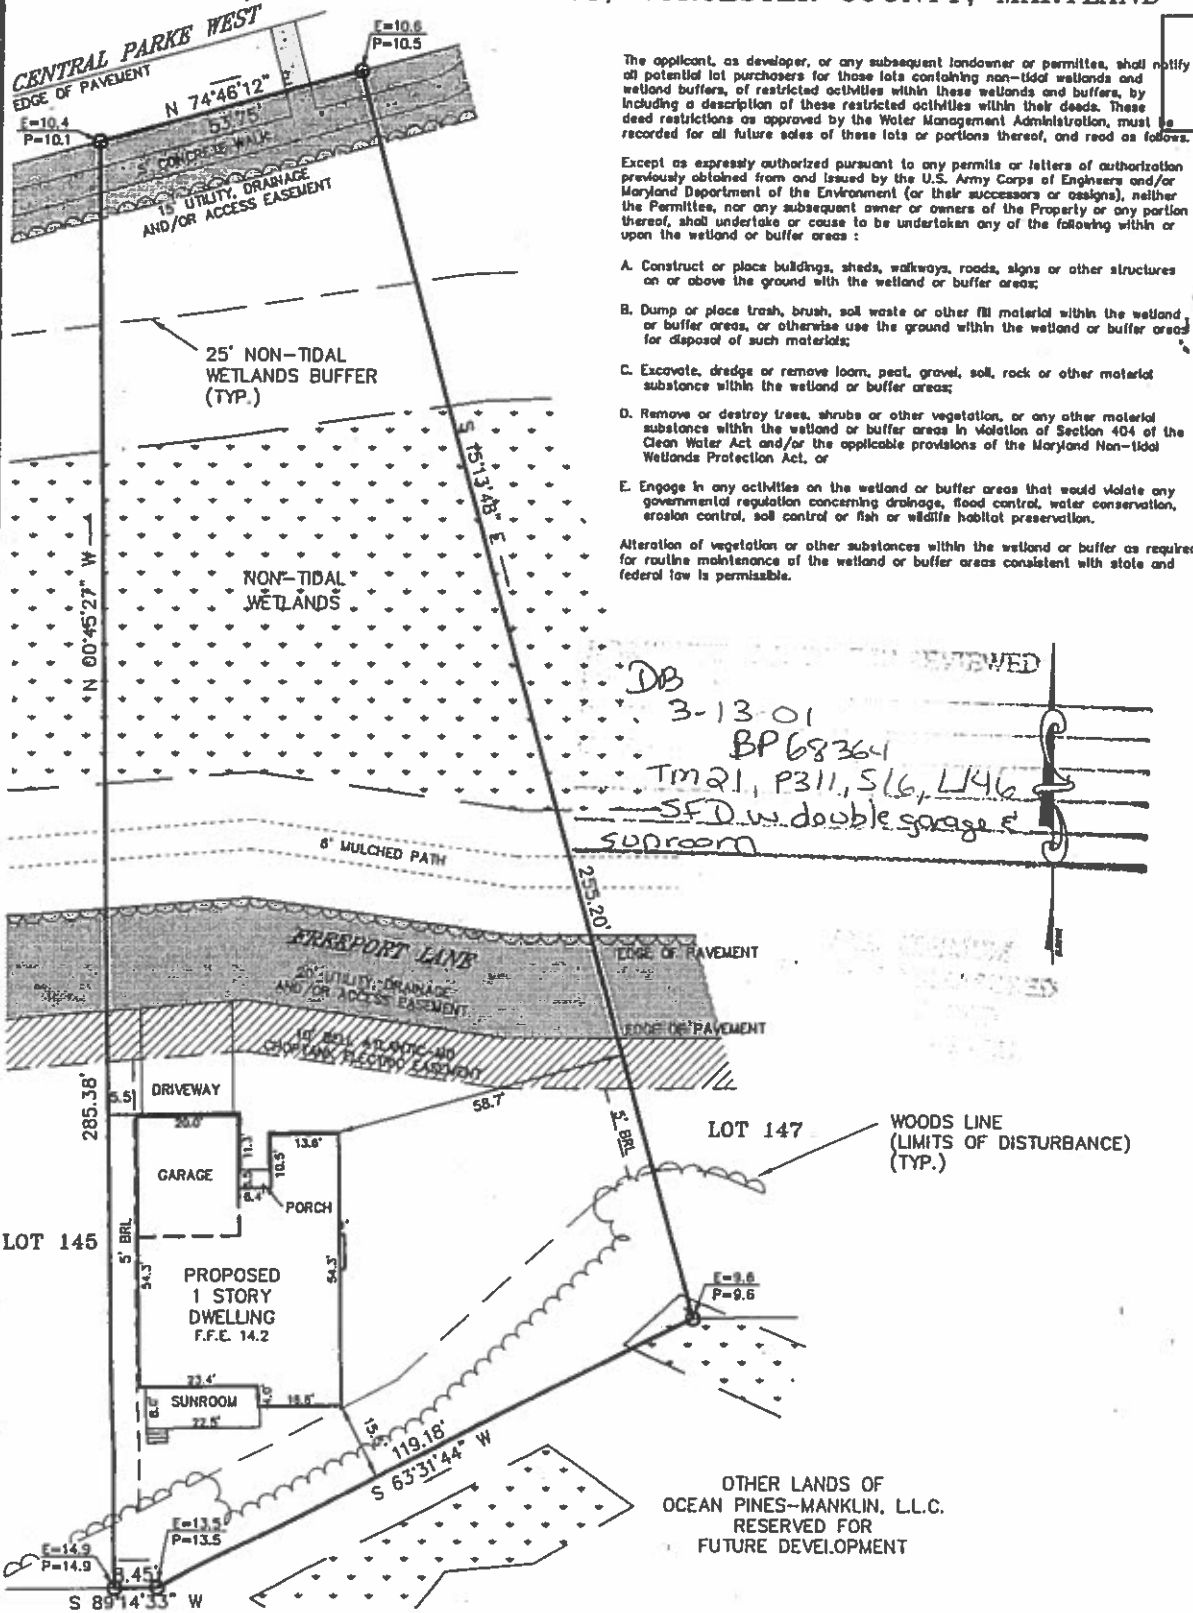 WORCESTER COUNTY, MARYLAND
CENTRAL PARKE WEST
EDGE OF PAVEMENT
E=10.6
P=10.5
N 74°46'12"
53.75'
E=10.4
P=10.1
CONCRETE WALK
15' UTILITY, DRAINAGE
AND/OR ACCESS EASEMENT
The applicant, as developer, or any subsequent landowner or permittee, shall notify
all potential lot purchasers for those lots containing non-tidal wetlands and
wetland buffers, of restricted activities within these wetlands and buffers, by
including a description of these restricted activities within their deeds. These
deed restrictions as approved by the Water Management Administration, must be
recorded for all future sales of these lots or portions thereof, and read as follows.
Except as expressly authorized pursuant to any permits or letters of authorization
previously obtained from and issued by the U.S. Army Corps of Engineers and/or
Maryland Department of the Environment (or their successors or assigns), neither
the Permittee, nor any subsequent owner or owners of the Property or any portion
thereof, shall undertake or cause to be undertaken any of the following within or
upon the wetland or buffer areas :
A. Construct or place buildings, sheds, walkways, roads, signs or other structures
on or above the ground with the wetland or buffer areas;
B. Dump or place trash, brush, soil waste or other fill material within the wetland
or buffer areas, or otherwise use the ground within the wetland or buffer areas
for disposal of such materials;
C. Excavate, dredge or remove loam, peat, gravel, soil, rock or other material
substance within the wetland or buffer areas;
D. Remove or destroy trees, shrubs or other vegetation, or any other material
substance within the wetland or buffer areas in violation of Section 404 of the
Clean Water Act and/or the applicable provisions of the Maryland Non-tidal
Wetlands Protection Act, or
E. Engage in any activities on the wetland or buffer areas that would violate any
governmental regulation concerning drainage, flood control, water conservation,
erosion control, soil control or fish or wildlife habitat preservation.
Alteration of vegetation or other substances within the wetland or buffer as required
for routine maintenance of the wetland or buffer areas consistent with state and
federal law is permissible.
25' NON-TIDAL
WETLANDS BUFFER
(TYP.)
S 15°13'48" E
255.20'
NON-TIDAL
WETLANDS
N 00°45'27" W
285.38'
REVIEWED
DB
3-13-01
BP 68364
Tm 21, P311, S16, L146
SFD w double garage &
sunroom
6' MULCHED PATH
FREEPORT LANE
20' UTILITY, DRAINAGE
AND/OR ACCESS EASEMENT
EDGE OF PAVEMENT
EDGE OF PAVEMENT
10' BELL ATLANTIC-MD
CHOPTANK ELECTRIC EASEMENT
DRIVEWAY
5.5'
20.0'
58.7'
13.6'
11.3'
10.5'
6.4'
GARAGE
PORCH
5' BRL
LOT 147
WOODS LINE
(LIMITS OF DISTURBANCE)
(TYP.)
LOT 145
5' BRL
54.3'
54.3'
PROPOSED
1 STORY
DWELLING
F.F.E. 14.2
E=9.6
P=9.6
23.4'
SUNROOM
22.5'
119.18'
S 63°31'44" W
OTHER LANDS OF
OCEAN PINES-MANKLIN, L.L.C.
RESERVED FOR
FUTURE DEVELOPMENT
E=13.5
P=13.5
E=14.9
P=14.9
8.45'
S 89°14'33" W